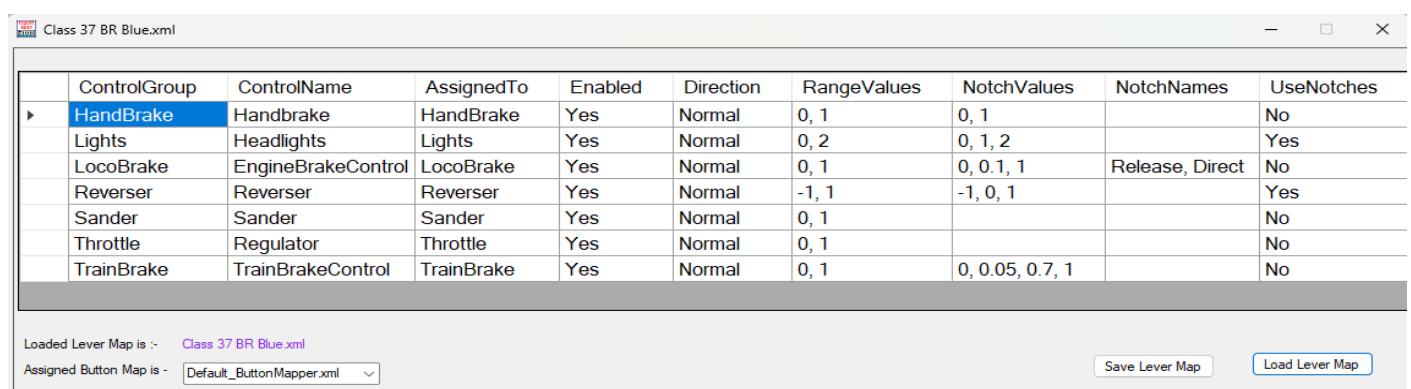 Class 37 BR Blue.xml
ControlGroup ControlName AssignedTo Enabled Direction RangeValues NotchValues NotchNames UseNotches
HandBrake Handbrake HandBrake Yes Normal 0, 1 0, 1 No
Lights Headlights Lights Yes Normal 0, 2 0, 1, 2 Yes
LocoBrake EngineBrakeControl LocoBrake Yes Normal 0, 1 0, 0.1, 1 Release, Direct No
Reverser Reverser Reverser Yes Normal -1, 1 -1, 0, 1 Yes
Sander Sander Sander Yes Normal 0, 1 No
Throttle Regulator Throttle Yes Normal 0, 1 No
TrainBrake TrainBrakeControl TrainBrake Yes Normal 0, 1 0, 0.05, 0.7, 1 No
Loaded Lever Map is :- Class 37 BR Blue.xml
Assigned Button Map is - Default_ButtonMapper.xml Save Lever Map Load Lever Map